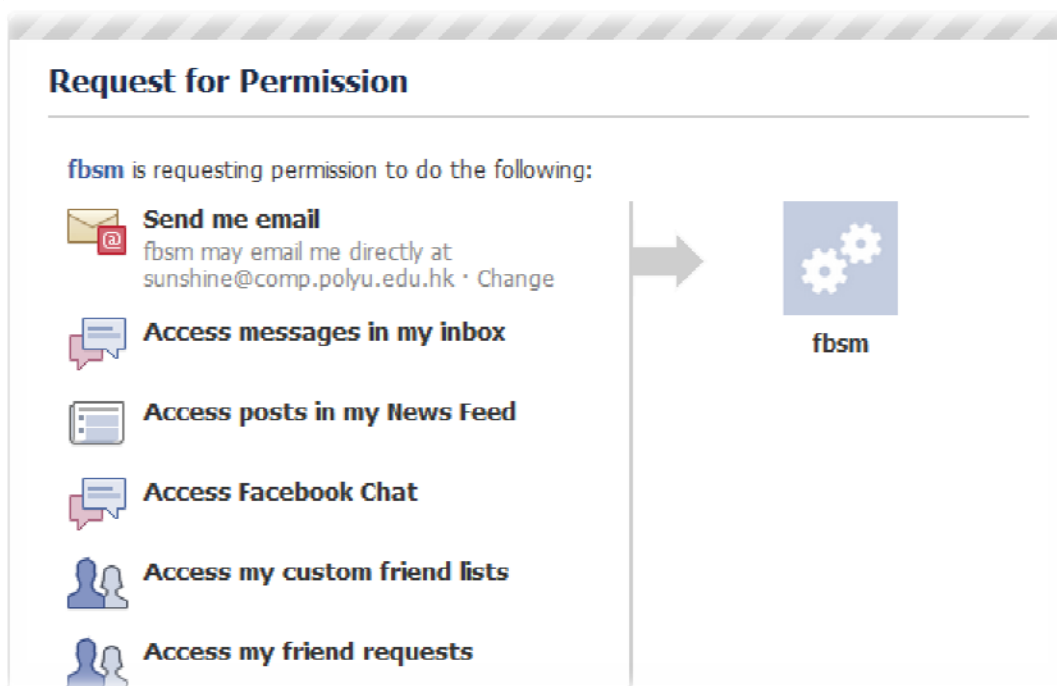 Request for Permission
fbsm is requesting permission to do the following:
Send me email
fbsm may email me directly at
sunshine@comp.polyu.edu.hk · Change
Access messages in my inbox
Access posts in my News Feed
Access Facebook Chat
Access my custom friend lists
Access my friend requests
fbsm